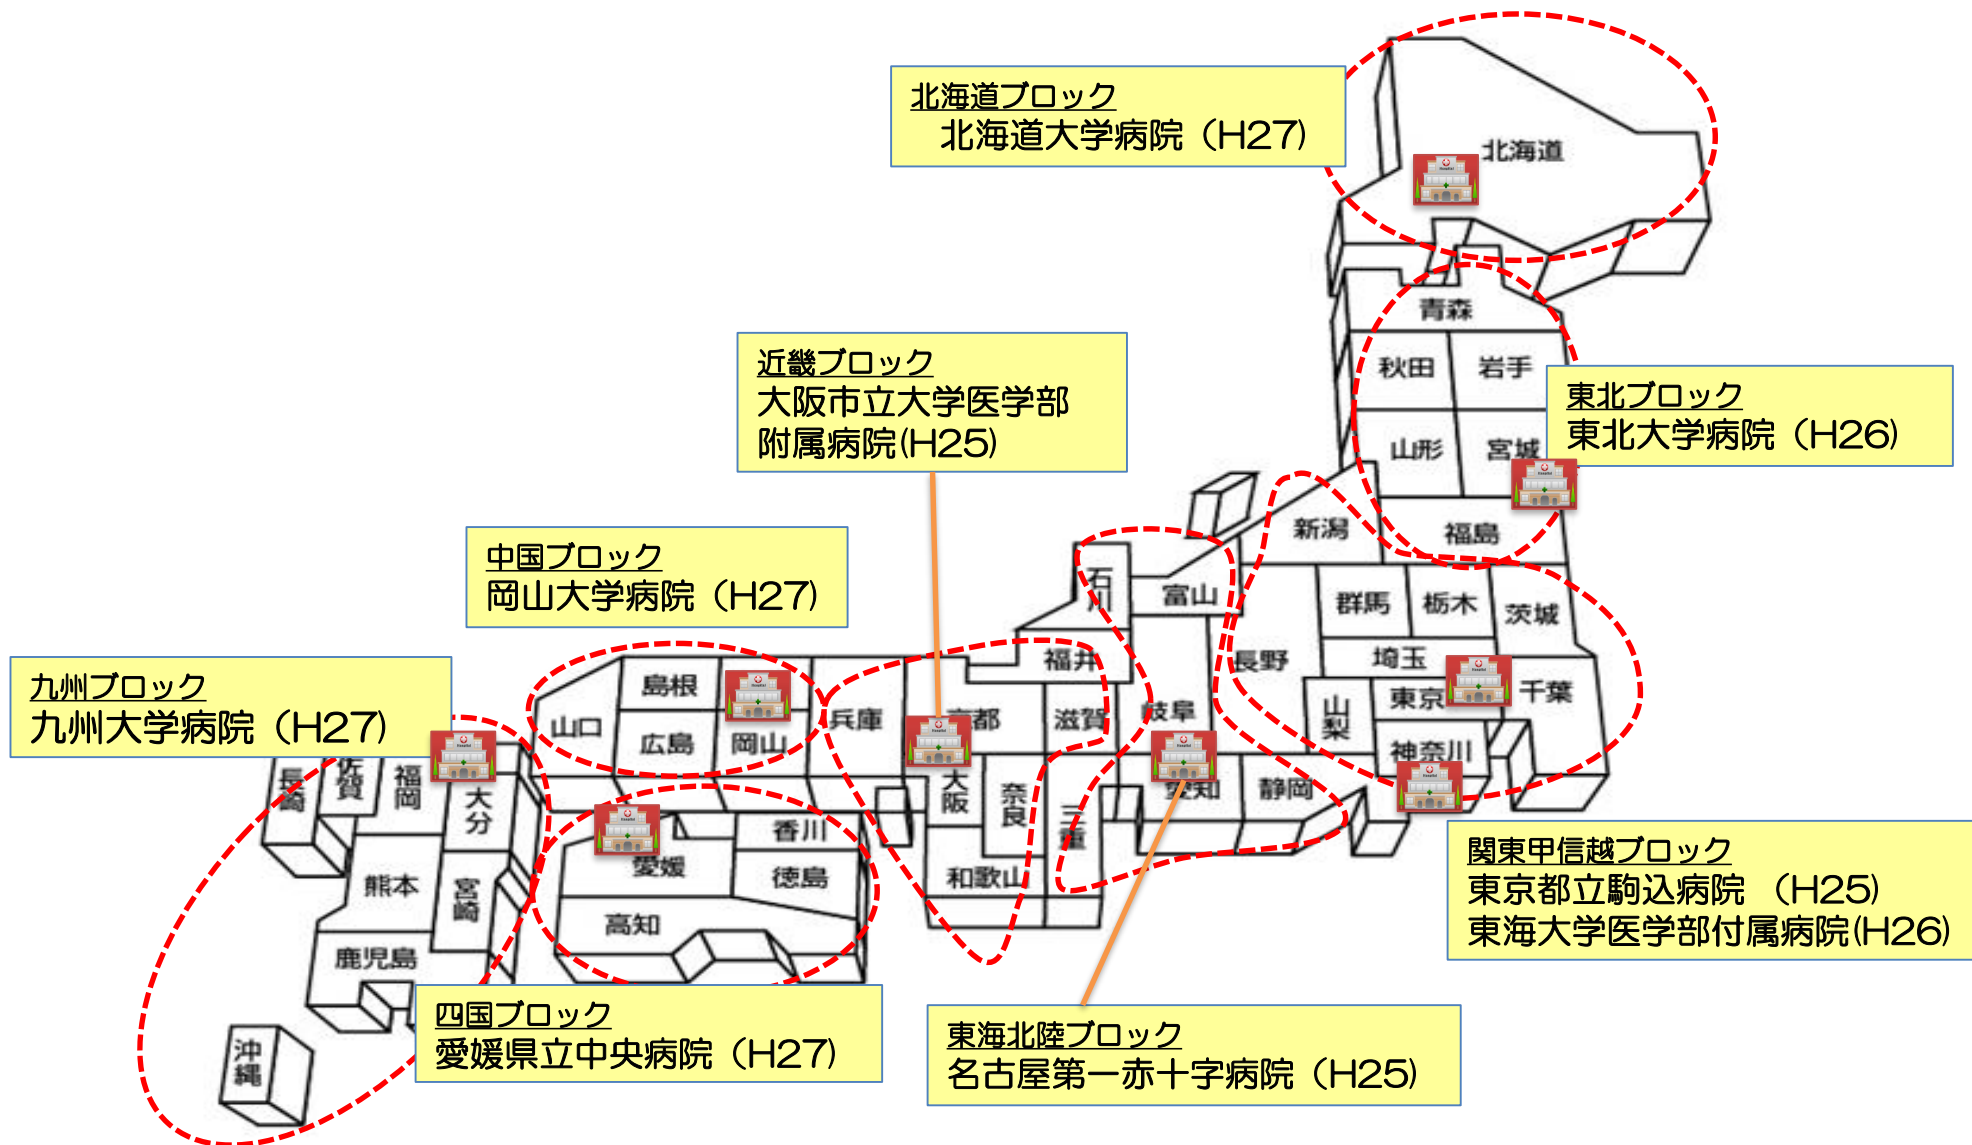 北海道ブロック
北海道大学病院（H27）
北海道
青森
秋田
岩手
山形
宮城
福島
東北ブロック
東北大学病院（H26）
近畿ブロック
大阪市立大学医学部
附属病院(H25)
中国ブロック
岡山大学病院（H27）
九州ブロック
九州大学病院（H27）
新潟
富山
石川
福井
長野
群馬
栃木
茨城
埼玉
東京
千葉
山梨
神奈川
岐阜
愛知
静岡
三重
滋賀
京都
兵庫
大阪
奈良
和歌山
島根
山口
広島
岡山
香川
愛媛
徳島
高知
長崎
佐賀
福岡
大分
熊本
宮崎
鹿児島
沖縄
関東甲信越ブロック
東京都立駒込病院 （H25）
東海大学医学部付属病院(H26)
四国ブロック
愛媛県立中央病院（H27）
東海北陸ブロック
名古屋第一赤十字病院（H25）